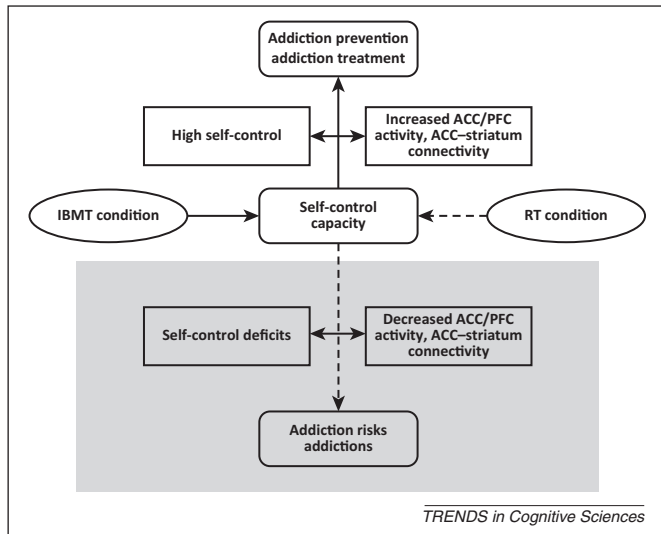 Addiction prevention
addiction treatment
High self-control
Increased ACC/PFC
activity, ACC–striatum
connectivity
IBMT condition
Self-control
capacity
RT condition
Self-control deficits
Decreased ACC/PFC
activity, ACC–striatum
connectivity
Addiction risks
addictions
TRENDS in Cognitive Sciences